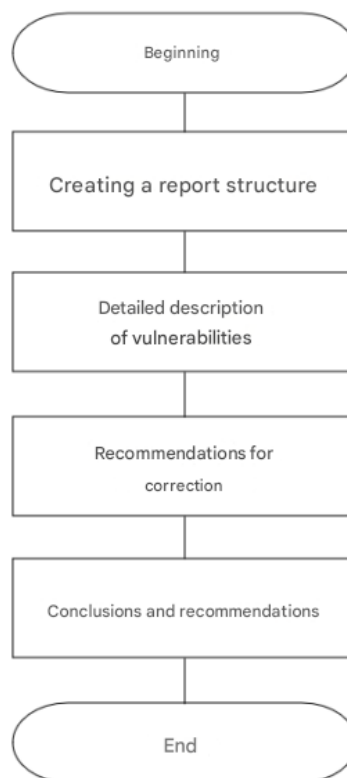 Beginning
Creating a report structure
Detailed description
of vulnerabilities
Recommendations for
correction
Conclusions and recommendations
End